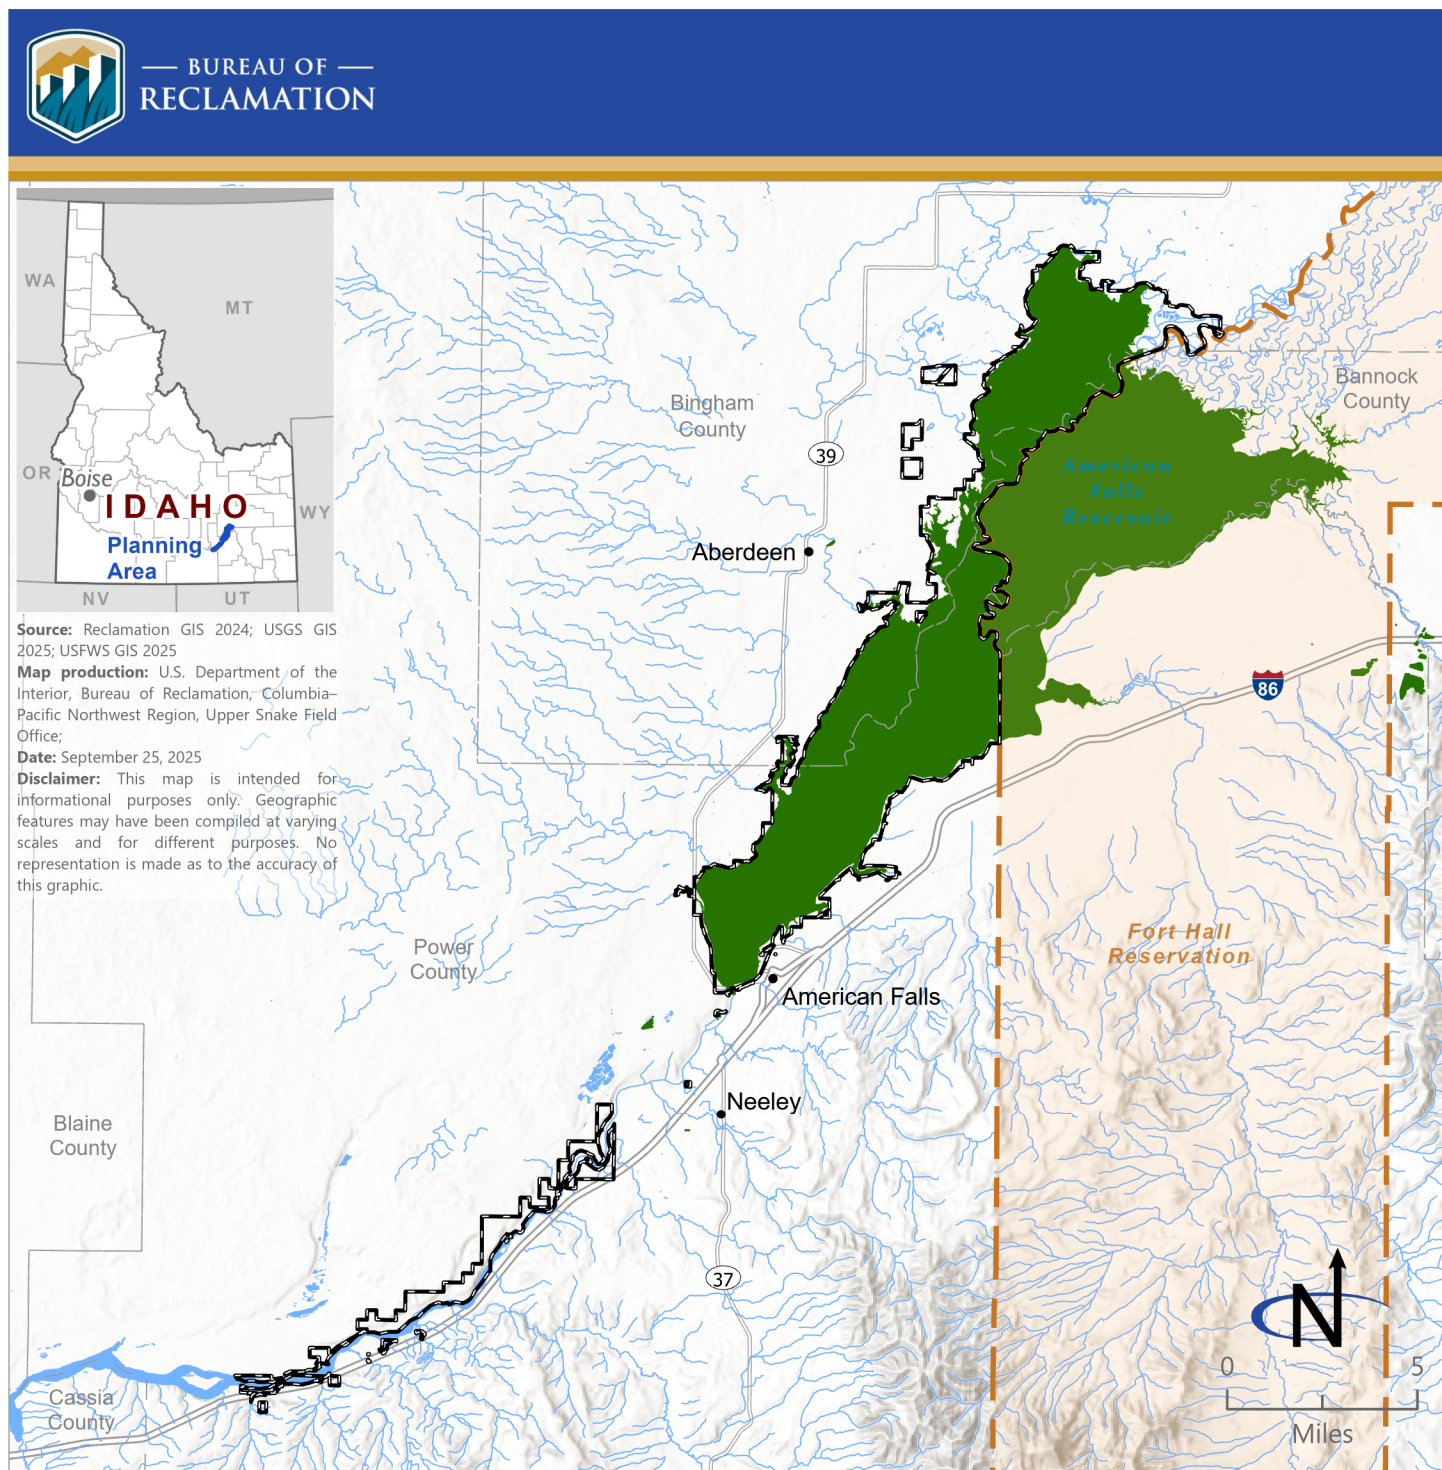 BUREAU OF
RECLAMATION
WA
MT
OR
Boise
IDAHO
WY
Planning
Area
NV
UT
Source: Reclamation GIS 2024; USGS GIS
2025; USFWS GIS 2025
Map production: U.S. Department of the
Interior, Bureau of Reclamation, Columbia–
Pacific Northwest Region, Upper Snake Field
Office;
Date: September 25, 2025
Disclaimer: This map is intended for
informational purposes only. Geographic
features may have been compiled at varying
scales and for different purposes. No
representation is made as to the accuracy of
this graphic.
Bingham
County
Bannock
County
39
American
Falls
Reservoir
Aberdeen
86
Fort Hall
Reservation
Power
County
American Falls
Neeley
Blaine
County
37
Cassia
County
N
0
5
Miles